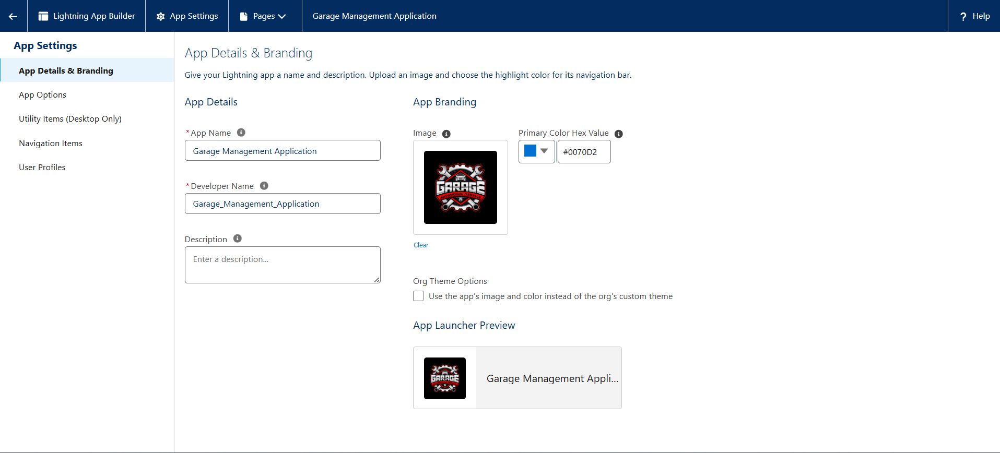 Lightning App Builder
App Settings
Pages
Garage Management Application
? Help
App Settings
App Details & Branding
App Options
Utility Items (Desktop Only)
Navigation Items
User Profiles
App Details & Branding
Give your Lightning app a name and description. Upload an image and choose the highlight color for its navigation bar.
App Details
*App Name
Garage Management Application
*Developer Name
Garage_Management_Application
Description
Enter a description...
App Branding
Image
GARAGE
AUTOMOTIVE SERVICE
Clear
Primary Color Hex Value
#0070D2
Org Theme Options
Use the app's image and color instead of the org's custom theme
App Launcher Preview
GARAGE
Garage Management Appli...